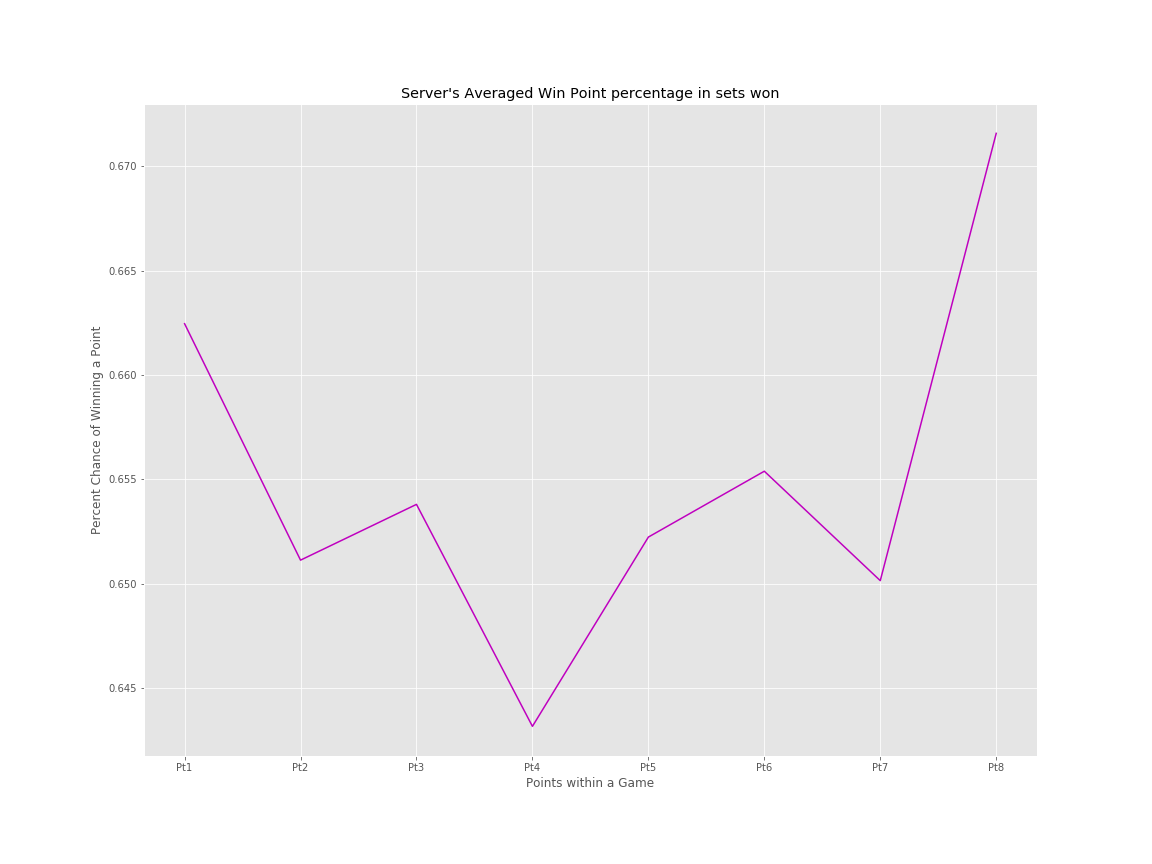 Server's Averaged Win Point percentage in sets won
Percent Chance of Winning a Point
0.670
0.665
0.660
0.655
0.650
0.645
Pt1 Pt2 Pt3 Pt4 Pt5 Pt6 Pt7 Pt8
Points within a Game